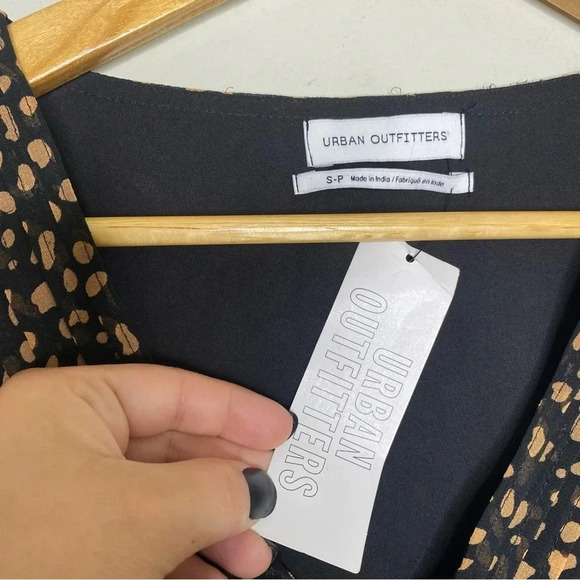 URBAN OUTFITTERS
S-P Made in India / Fabriqué en Inde
URBAN
OUTFITTERS